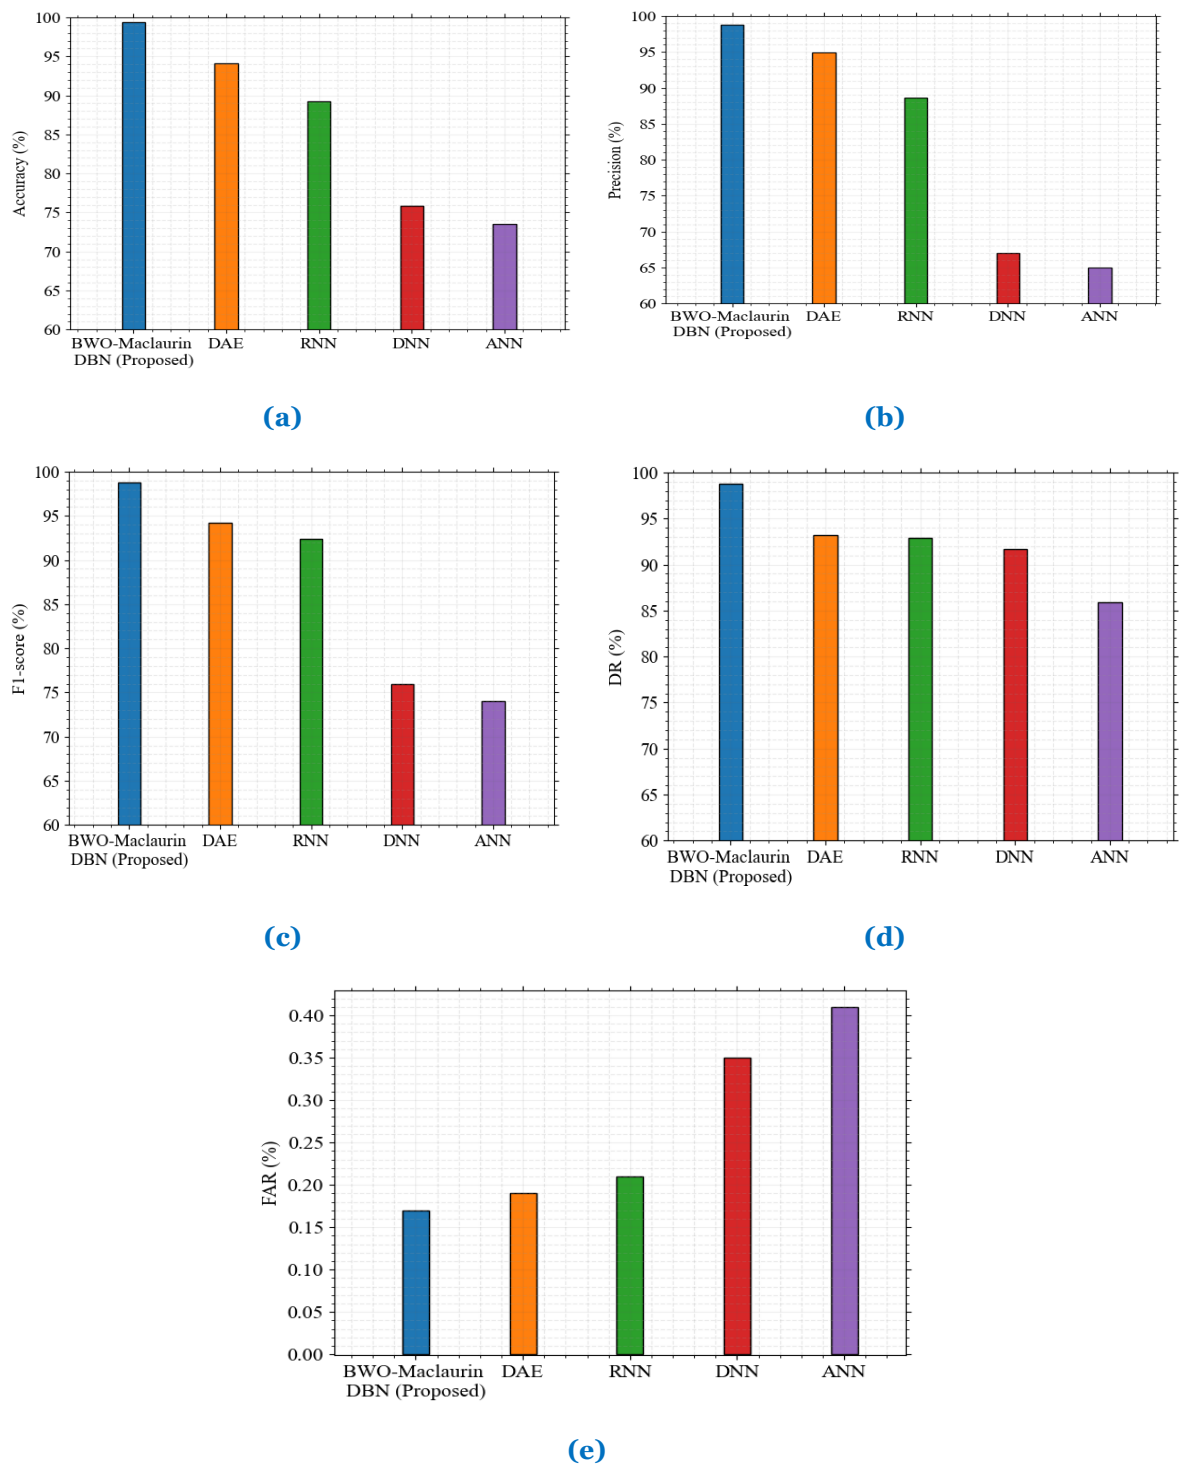 100
95
90
85
80
75
70
65
60
Accuracy (%)
BWO-Maclaurin
DBN (Proposed)
DAE
RNN
DNN
ANN
(a)
100
95
90
85
80
75
70
65
60
Precision (%)
BWO-Maclaurin
DBN (Proposed)
DAE
RNN
DNN
ANN
(b)
100
95
90
85
80
75
70
65
60
F1-score (%)
BWO-Maclaurin
DBN (Proposed)
DAE
RNN
DNN
ANN
(c)
100
95
90
85
80
75
70
65
60
DR (%)
BWO-Maclaurin
DBN (Proposed)
DAE
RNN
DNN
ANN
(d)
0.40
0.35
0.30
0.25
0.20
0.15
0.10
0.05
0.00
FAR (%)
BWO-Maclaurin
DBN (Proposed)
DAE
RNN
DNN
ANN
(e)